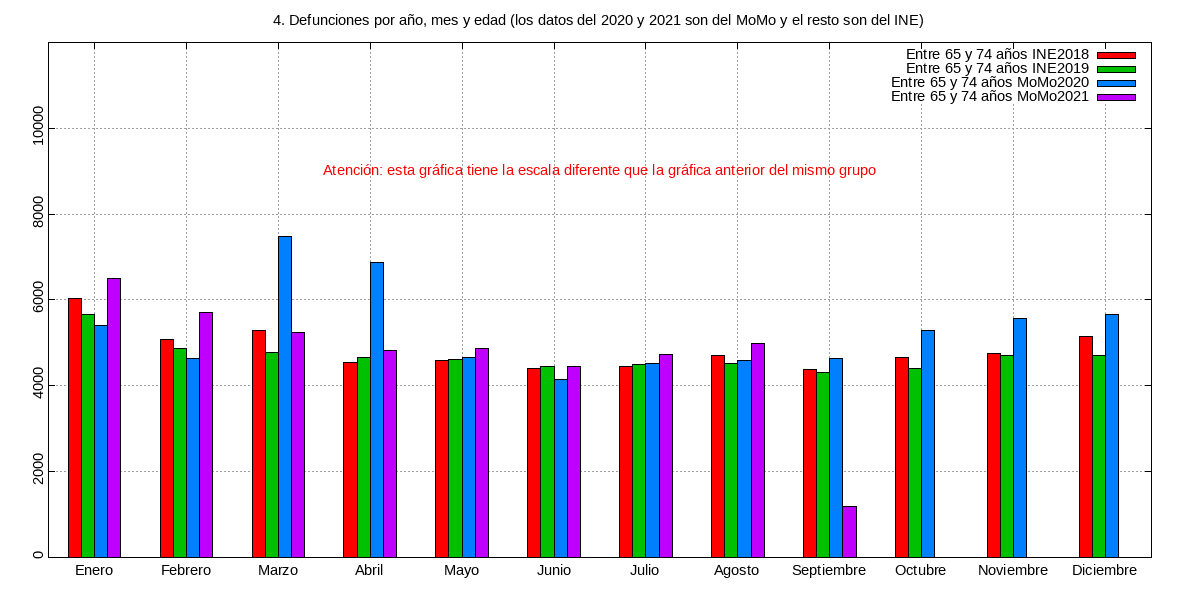 4. Defunciones por año, mes y edad (los datos del 2020 y 2021 son del MoMo y el resto son del INE)
Entre 65 y 74 años INE2018
Entre 65 y 74 años INE2019
Entre 65 y 74 años MoMo2020
Entre 65 y 74 años MoMo2021
10000
Atención: esta gráfica tiene la escala diferente que la gráfica anterior del mismo grupo
8000
6000
4000
2000
0
Enero Febrero Marzo Abril Mayo Junio Julio Agosto Septiembre Octubre Noviembre Diciembre